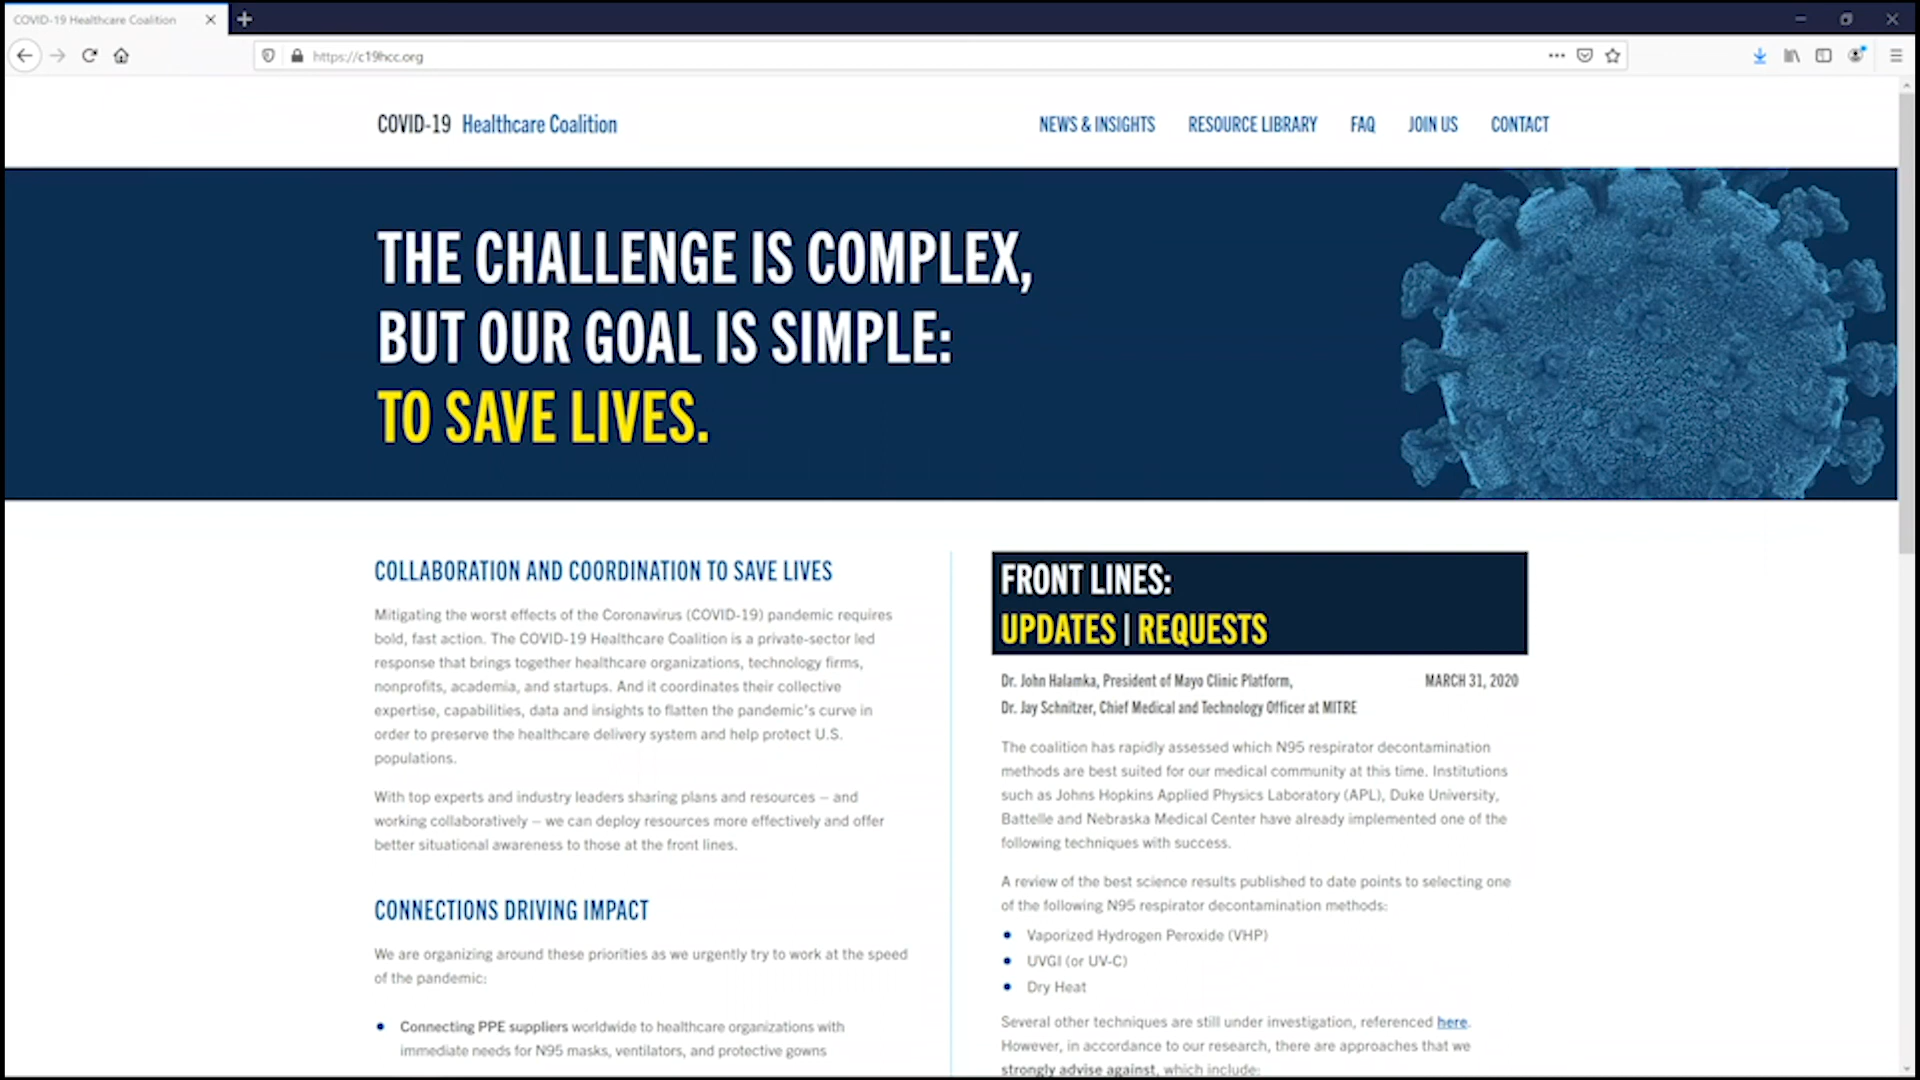 COVID-19 Healthcare Coalition
https://c19hcc.org
COVID-19 Healthcare Coalition
NEWS & INSIGHTS
RESOURCE LIBRARY
FAQ
JOIN US
CONTACT
THE CHALLENGE IS COMPLEX,
BUT OUR GOAL IS SIMPLE:
TO SAVE LIVES.
COLLABORATION AND COORDINATION TO SAVE LIVES
Mitigating the worst effects of the Coronavirus (COVID-19) pandemic requires
bold, fast action. The COVID-19 Healthcare Coalition is a private-sector led
response that brings together healthcare organizations, technology firms,
nonprofits, academia, and startups. And it coordinates their collective
expertise, capabilities, data and insights to flatten the pandemic's curve in
order to preserve the healthcare delivery system and help protect U.S.
populations.
With top experts and industry leaders sharing plans and resources – and
working collaboratively – we can deploy resources more effectively and offer
better situational awareness to those at the front lines.
CONNECTIONS DRIVING IMPACT
We are organizing around these priorities as we urgently try to work at the speed
of the pandemic:
• Connecting PPE suppliers worldwide to healthcare organizations with
immediate needs for N95 masks, ventilators, and protective gowns
FRONT LINES:
UPDATES | REQUESTS
Dr. John Halamka, President of Mayo Clinic Platform,
MARCH 31, 2020
Dr. Jay Schnitzer, Chief Medical and Technology Officer at MITRE
The coalition has rapidly assessed which N95 respirator decontamination
methods are best suited for our medical community at this time. Institutions
such as Johns Hopkins Applied Physics Laboratory (APL), Duke University,
Battelle and Nebraska Medical Center have already implemented one of the
following techniques with success.
A review of the best science results published to date points to selecting one
of the following N95 respirator decontamination methods:
• Vaporized Hydrogen Peroxide (VHP)
• UVGI (or UV-C)
• Dry Heat
Several other techniques are still under investigation, referenced here.
However, in accordance to our research, there are approaches that we
strongly advise against, which include: